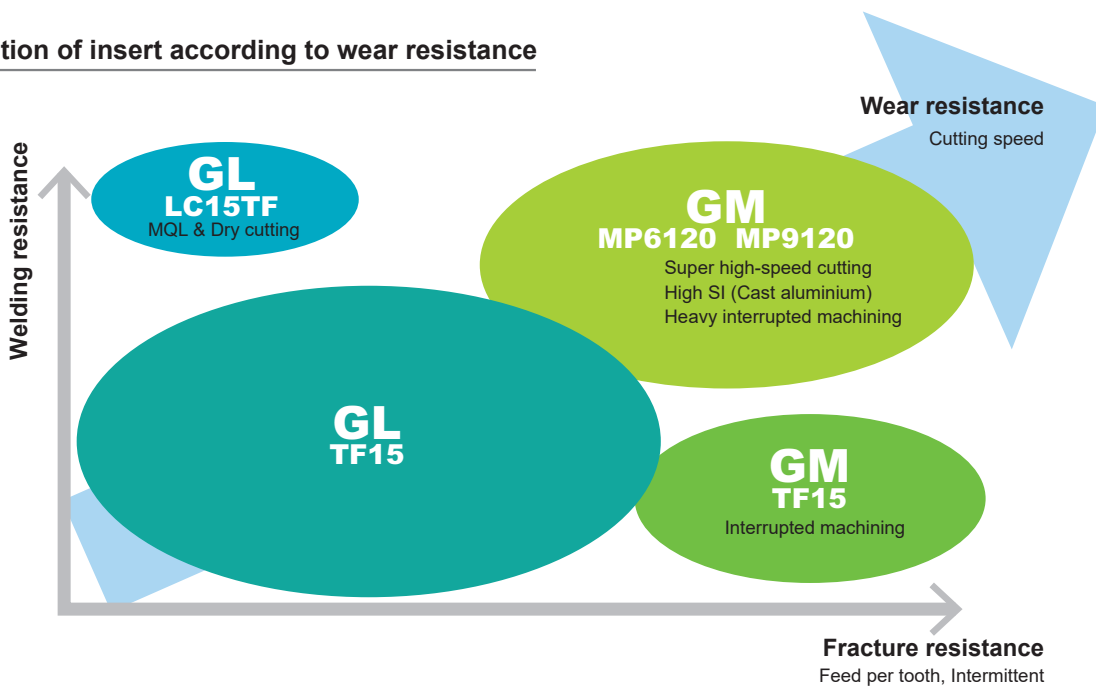 tion of insert according to wear resistance
Wear resistance
Cutting speed
Welding resistance
GL
LC15TF
MQL & Dry cutting
GM
MP6120 MP9120
Super high-speed cutting
High SI (Cast aluminium)
Heavy interrupted machining
GL
TF15
GM
TF15
Interrupted machining
Fracture resistance
Feed per tooth, Intermittent